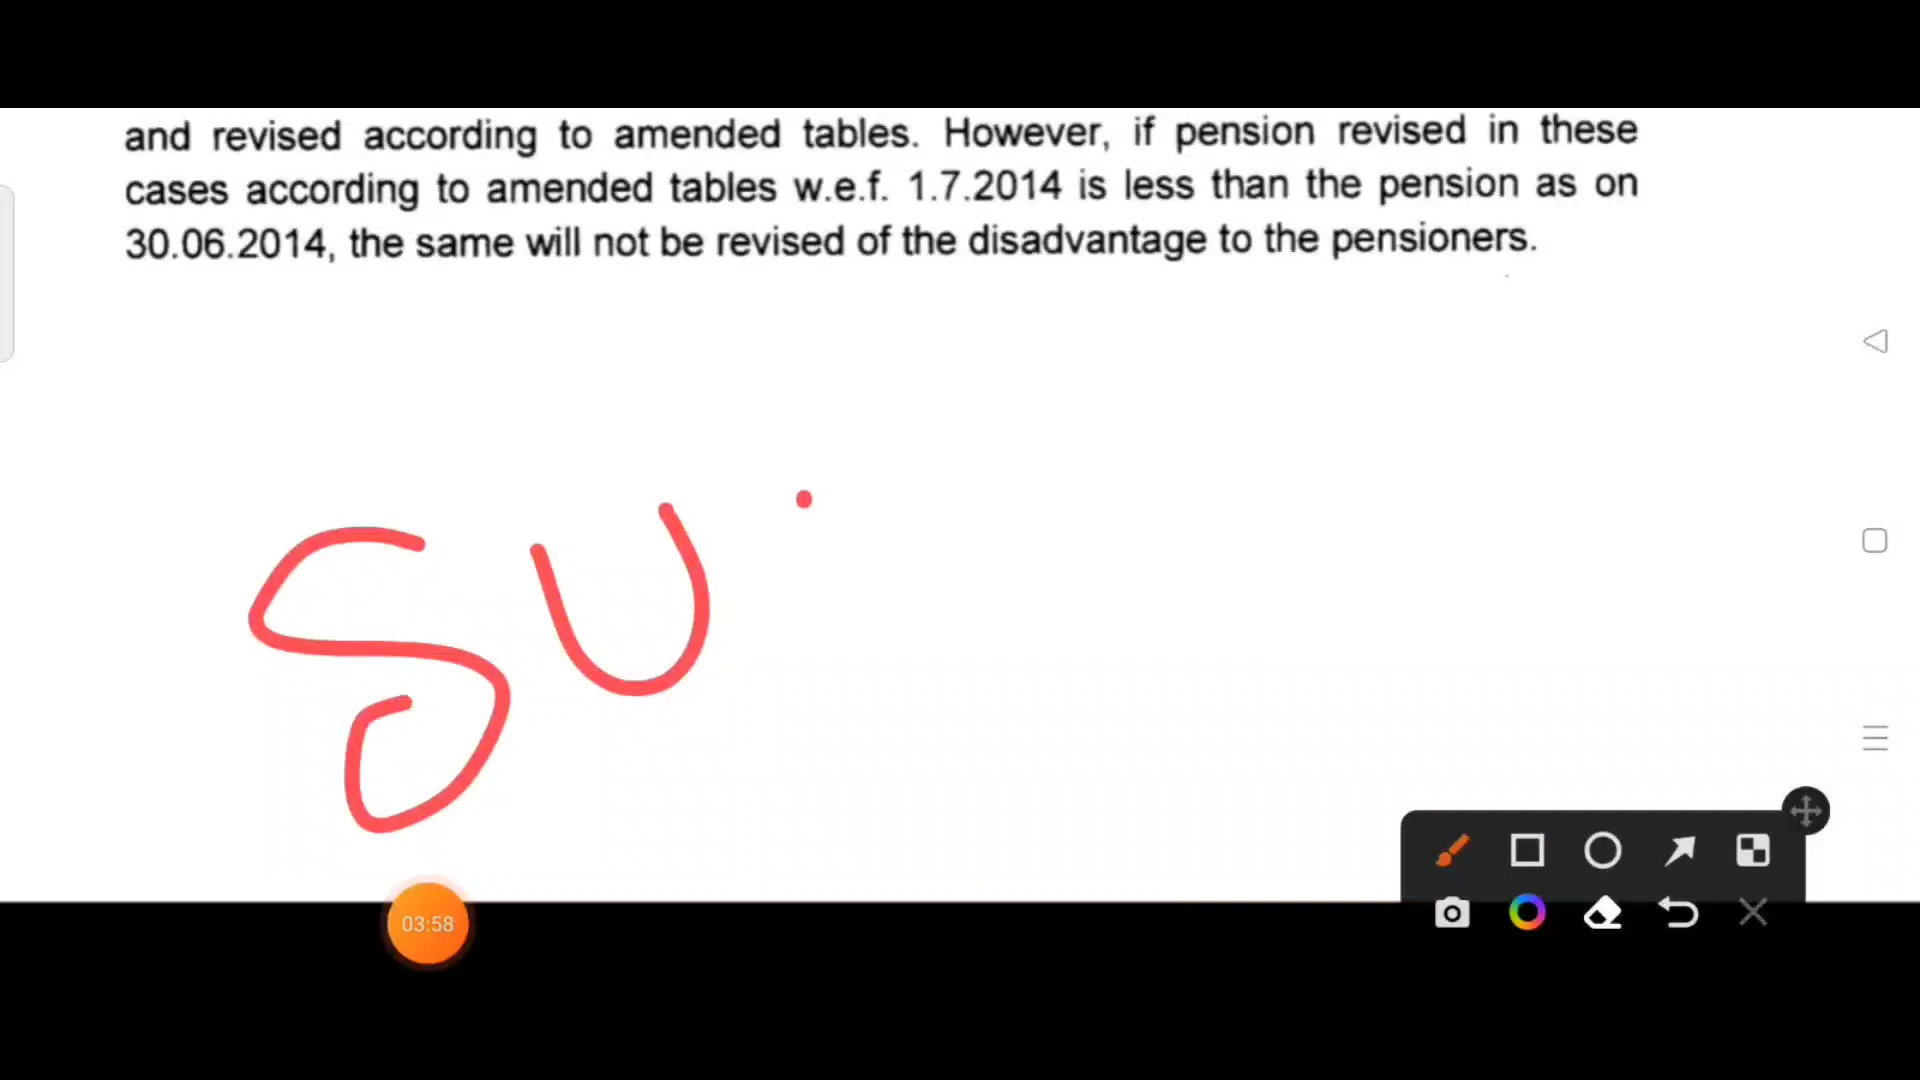 and revised according to amended tables. However, if pension revised in these
cases according to amended tables w.e.f. 1.7.2014 is less than the pension as on
30.06.2014, the same will not be revised of the disadvantage to the pensioners.
SU
03:58